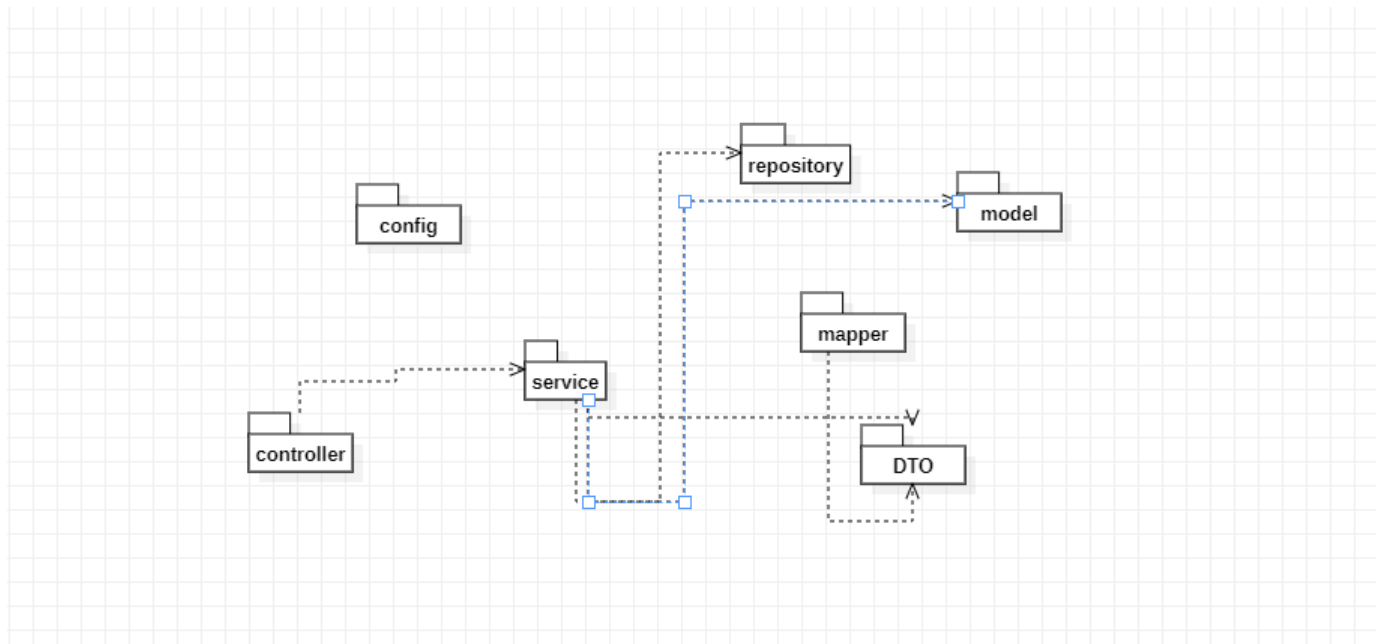 repository
model
config
mapper
service
controller
DTO